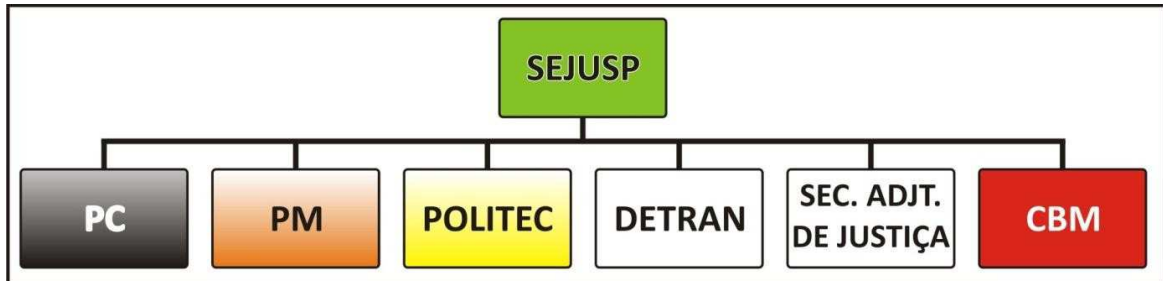 SEJUSP
PC
PM
POLITEC
DETRAN
SEC. ADJT.
DE JUSTIÇA
CBM